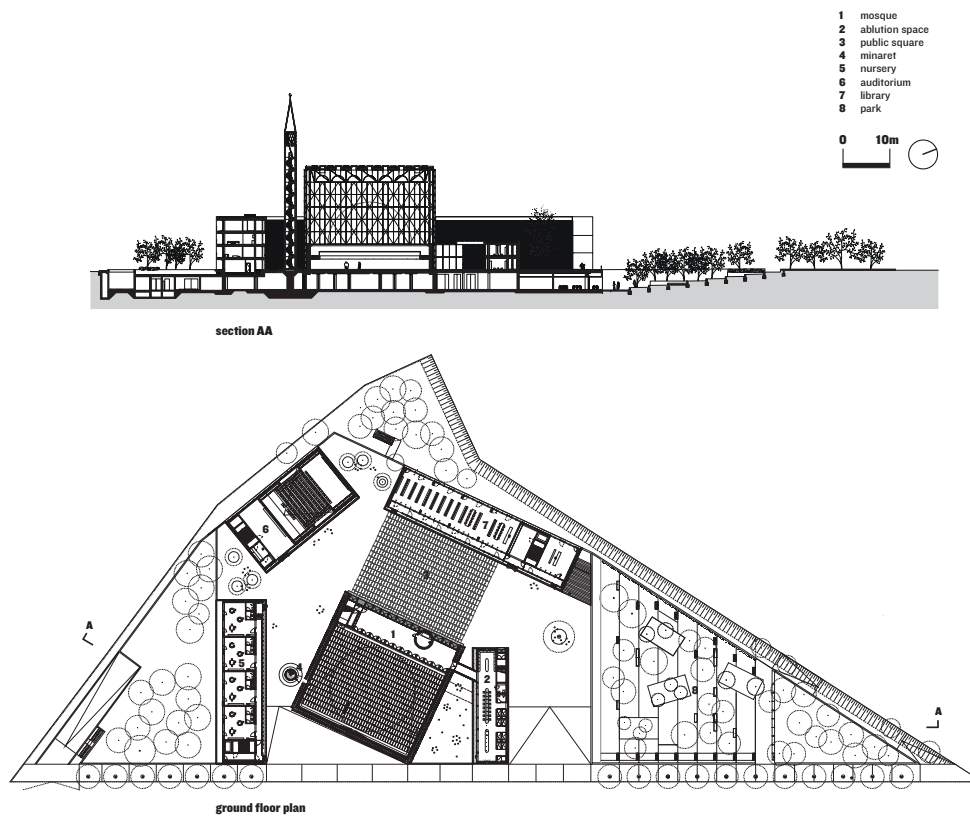 1 mosque
2 ablution space
3 public square
4 minaret
5 nursery
6 auditorium
7 library
8 park
0 10m
section AA
6
7
3
A
1
5
4
2
8
A
ground floor plan